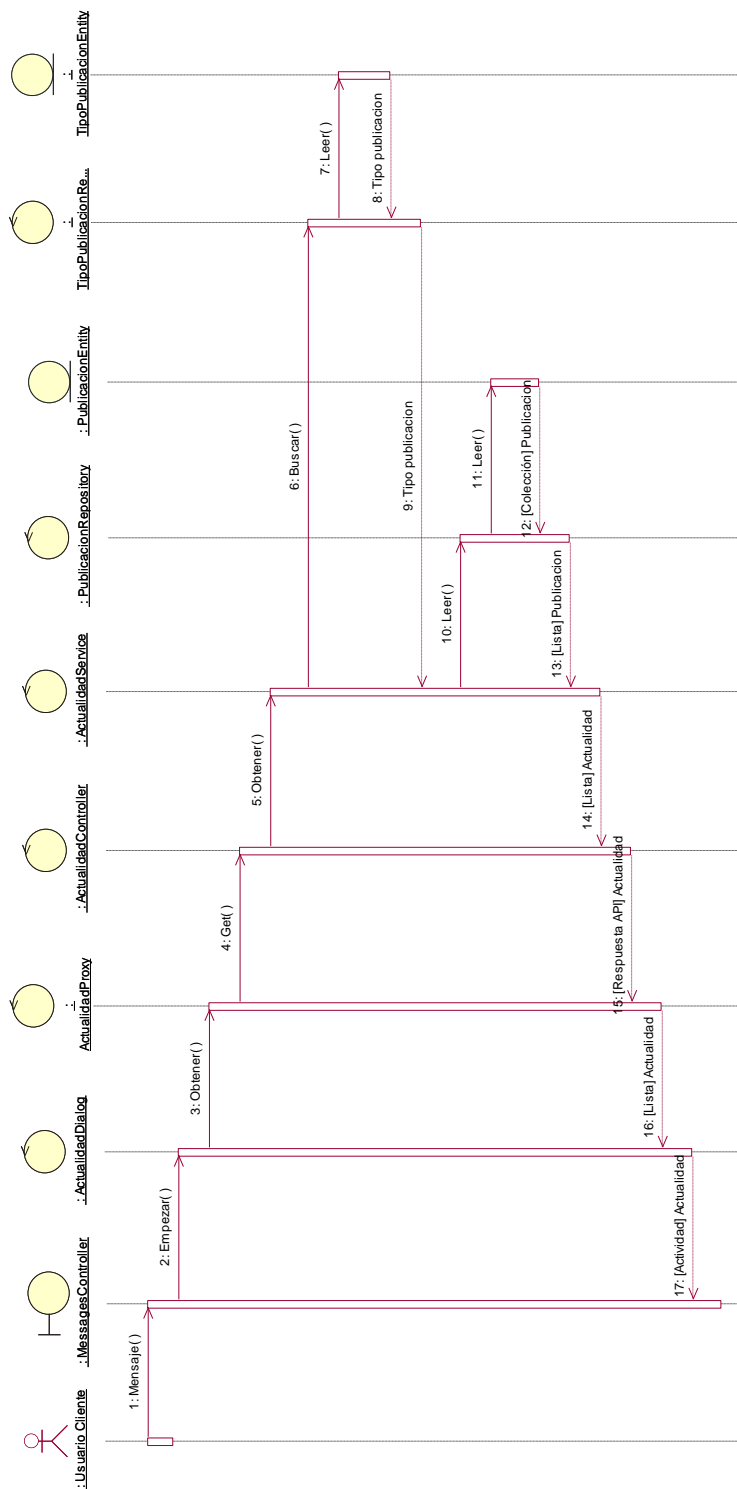 : Usuario Cliente
: MessagesController
: ActualidadDialog
:
ActualidadProxy
: ActualidadController
: ActualidadService
: PublicacionRepository
: PublicacionEntity
:
TipoPublicacionRe...
:
TipoPublicacionEntity
1: Mensaje( )
2: Empezar( )
3: Obtener( )
4: Get( )
5: Obtener( )
6: Buscar( )
7: Leer( )
8: Tipo publicacion
9: Tipo publicacion
10: Leer( )
11: Leer( )
12: [Colección] Publicacion
13: [Lista] Publicacion
14: [Lista] Actualidad
15: [Respuesta API] Actualidad
16: [Lista] Actualidad
17: [Actividad] Actualidad